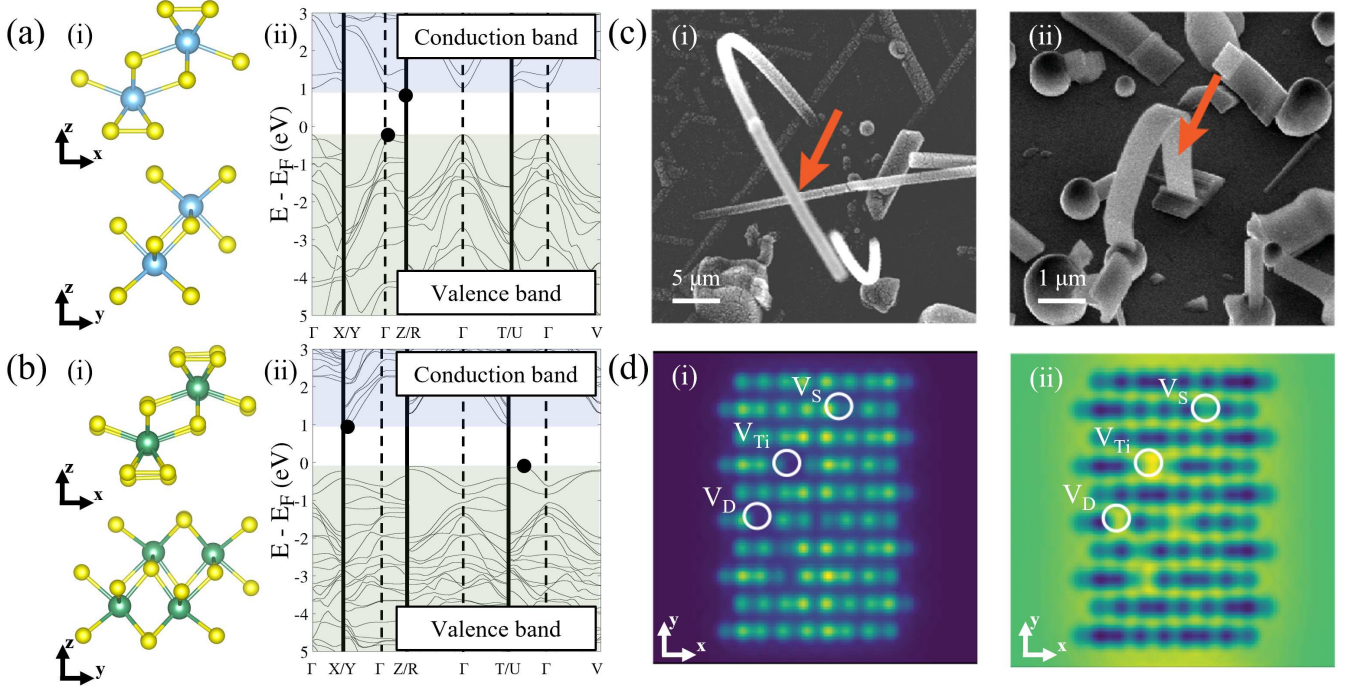 (a)
(i)
z
x
z
y
(ii)
E - E_F (eV)
3
2
1
0
-1
-2
-3
-4
5
Conduction band
Valence band
Γ X/Y Γ Z/R Γ T/U Γ V
(b)
(i)
z
x
z
y
(ii)
E - E_F (eV)
3
2
1
0
-1
-2
-3
-4
5
Conduction band
Valence band
Γ X/Y Γ Z/R Γ T/U Γ V
(c)
(i)
5 μm
(ii)
1 μm
(d)
(i)
V_S
V_Ti
V_D
y
x
(ii)
V_S
V_Ti
V_D
y
x